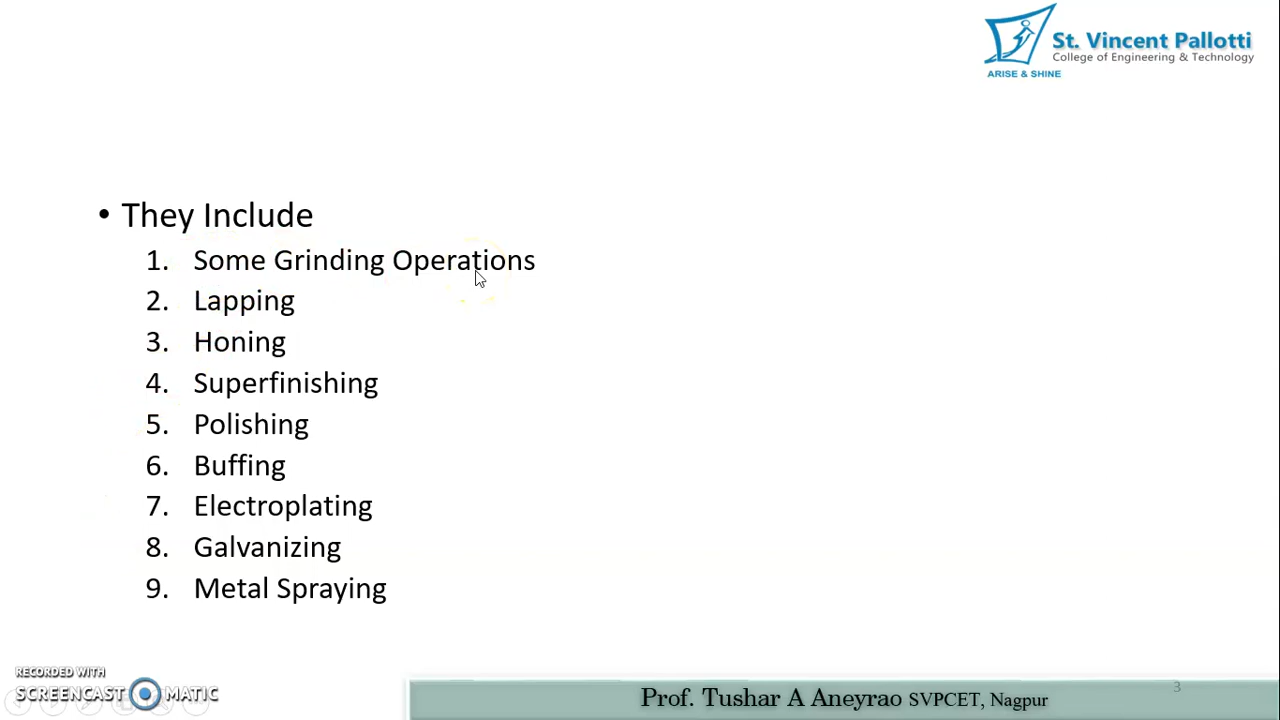 St. Vincent Pallotti
College of Engineering & Technology
ARISE & SHINE
• They Include
1. Some Grinding Operations
2. Lapping
3. Honing
4. Superfinishing
5. Polishing
6. Buffing
7. Electroplating
8. Galvanizing
9. Metal Spraying
RECORDED WITH
SCREENCAST MATIC
3
Prof. Tushar A Aneyrao SVPCET, Nagpur